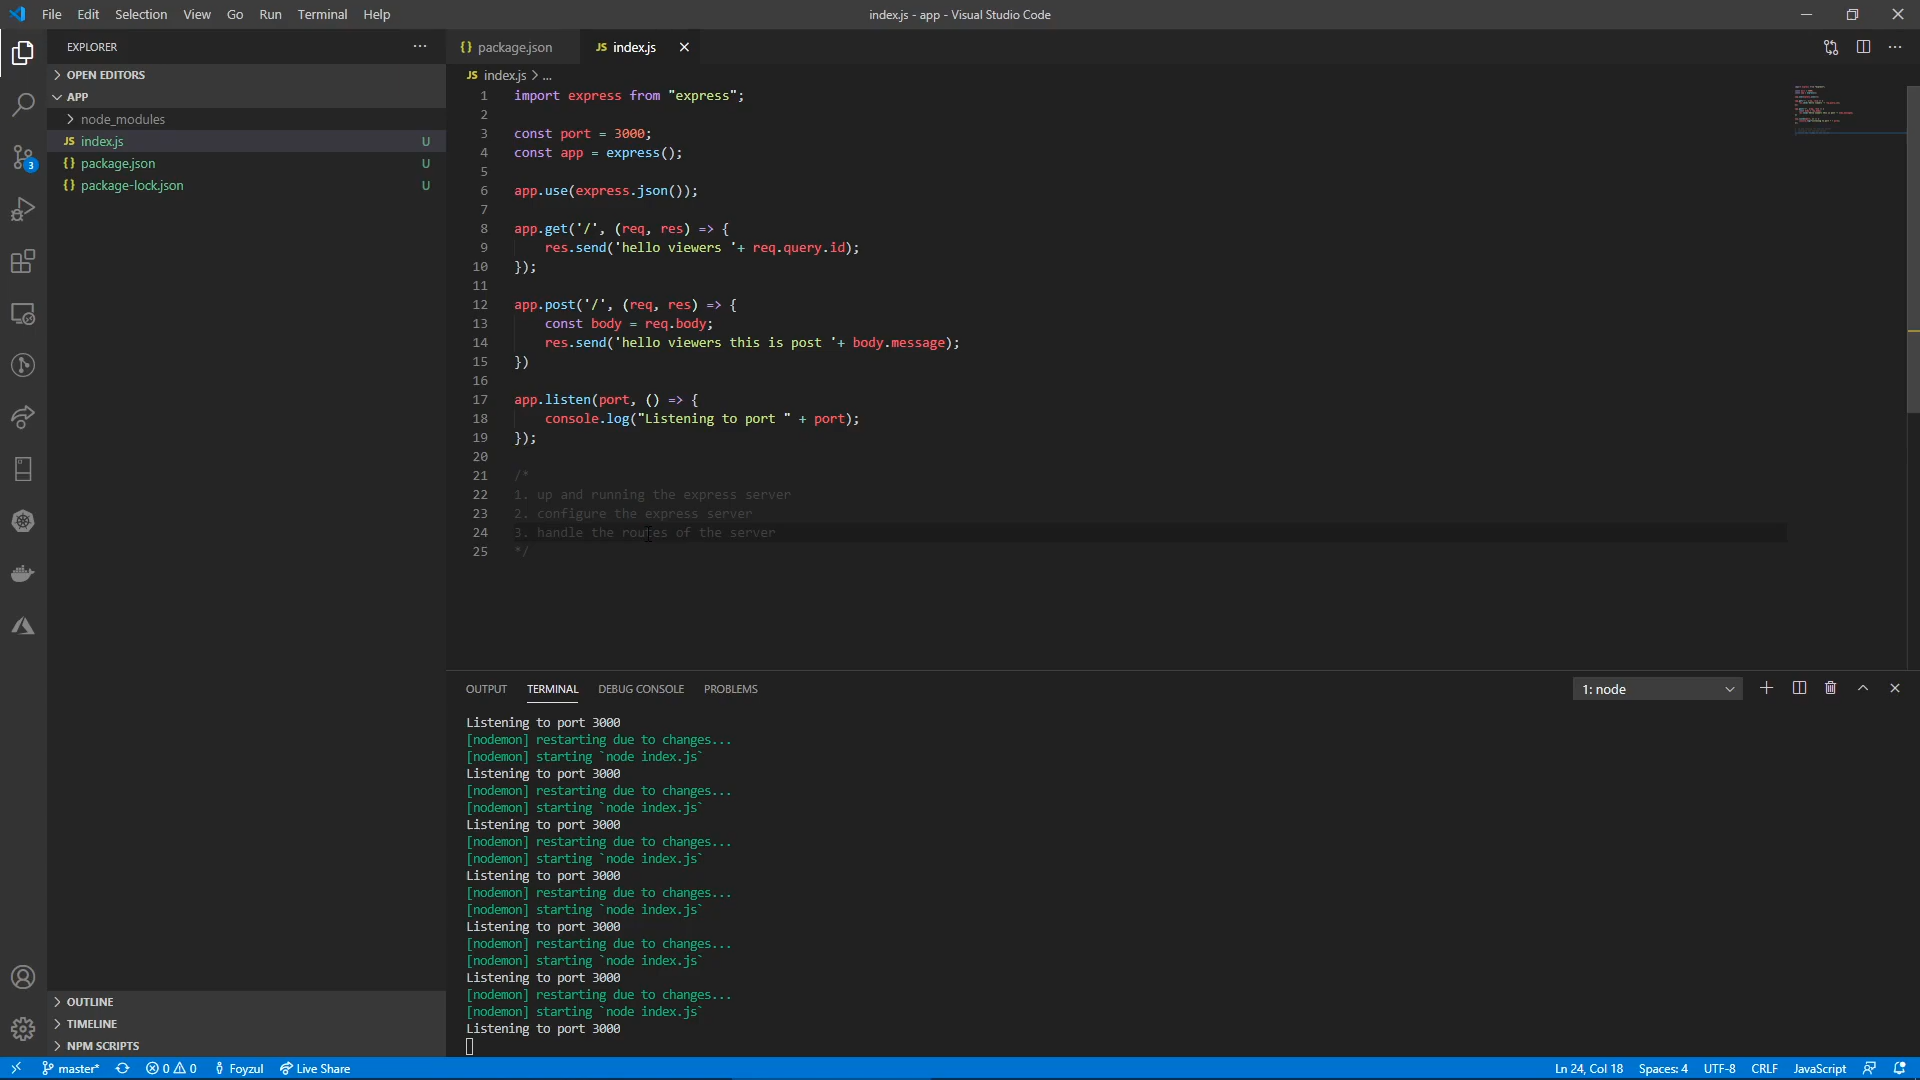 File Edit Selection View Go Run Terminal Help
index.js - app - Visual Studio Code
EXPLORER
OPEN EDITORS
APP
node_modules
JS index.js U
{} package.json U
{} package-lock.json U
3
OUTLINE
TIMELINE
NPM SCRIPTS
{} package.json
JS index.js
JS index.js > ...
1 import express from "express";
2
3 const port = 3000;
4 const app = express();
5
6 app.use(express.json());
7
8 app.get('/', (req, res) => {
9 res.send('hello viewers '+ req.query.id);
10 });
11
12 app.post('/', (req, res) => {
13 const body = req.body;
14 res.send('hello viewers this is post '+ body.message);
15 })
16
17 app.listen(port, () => {
18 console.log("Listening to port " + port);
19 });
20
21 /*
22 1. up and running the express server
23 2. configure the express server
24 3. handle the routes of the server
25 */
OUTPUT TERMINAL DEBUG CONSOLE PROBLEMS
1: node
Listening to port 3000
[nodemon] restarting due to changes...
[nodemon] starting `node index.js`
Listening to port 3000
[nodemon] restarting due to changes...
[nodemon] starting `node index.js`
Listening to port 3000
[nodemon] restarting due to changes...
[nodemon] starting `node index.js`
Listening to port 3000
[nodemon] restarting due to changes...
[nodemon] starting `node index.js`
Listening to port 3000
[nodemon] restarting due to changes...
[nodemon] starting `node index.js`
Listening to port 3000
[nodemon] restarting due to changes...
[nodemon] starting `node index.js`
Listening to port 3000
master* 0 0 Foyzul Live Share
Ln 24, Col 18 Spaces: 4 UTF-8 CRLF JavaScript